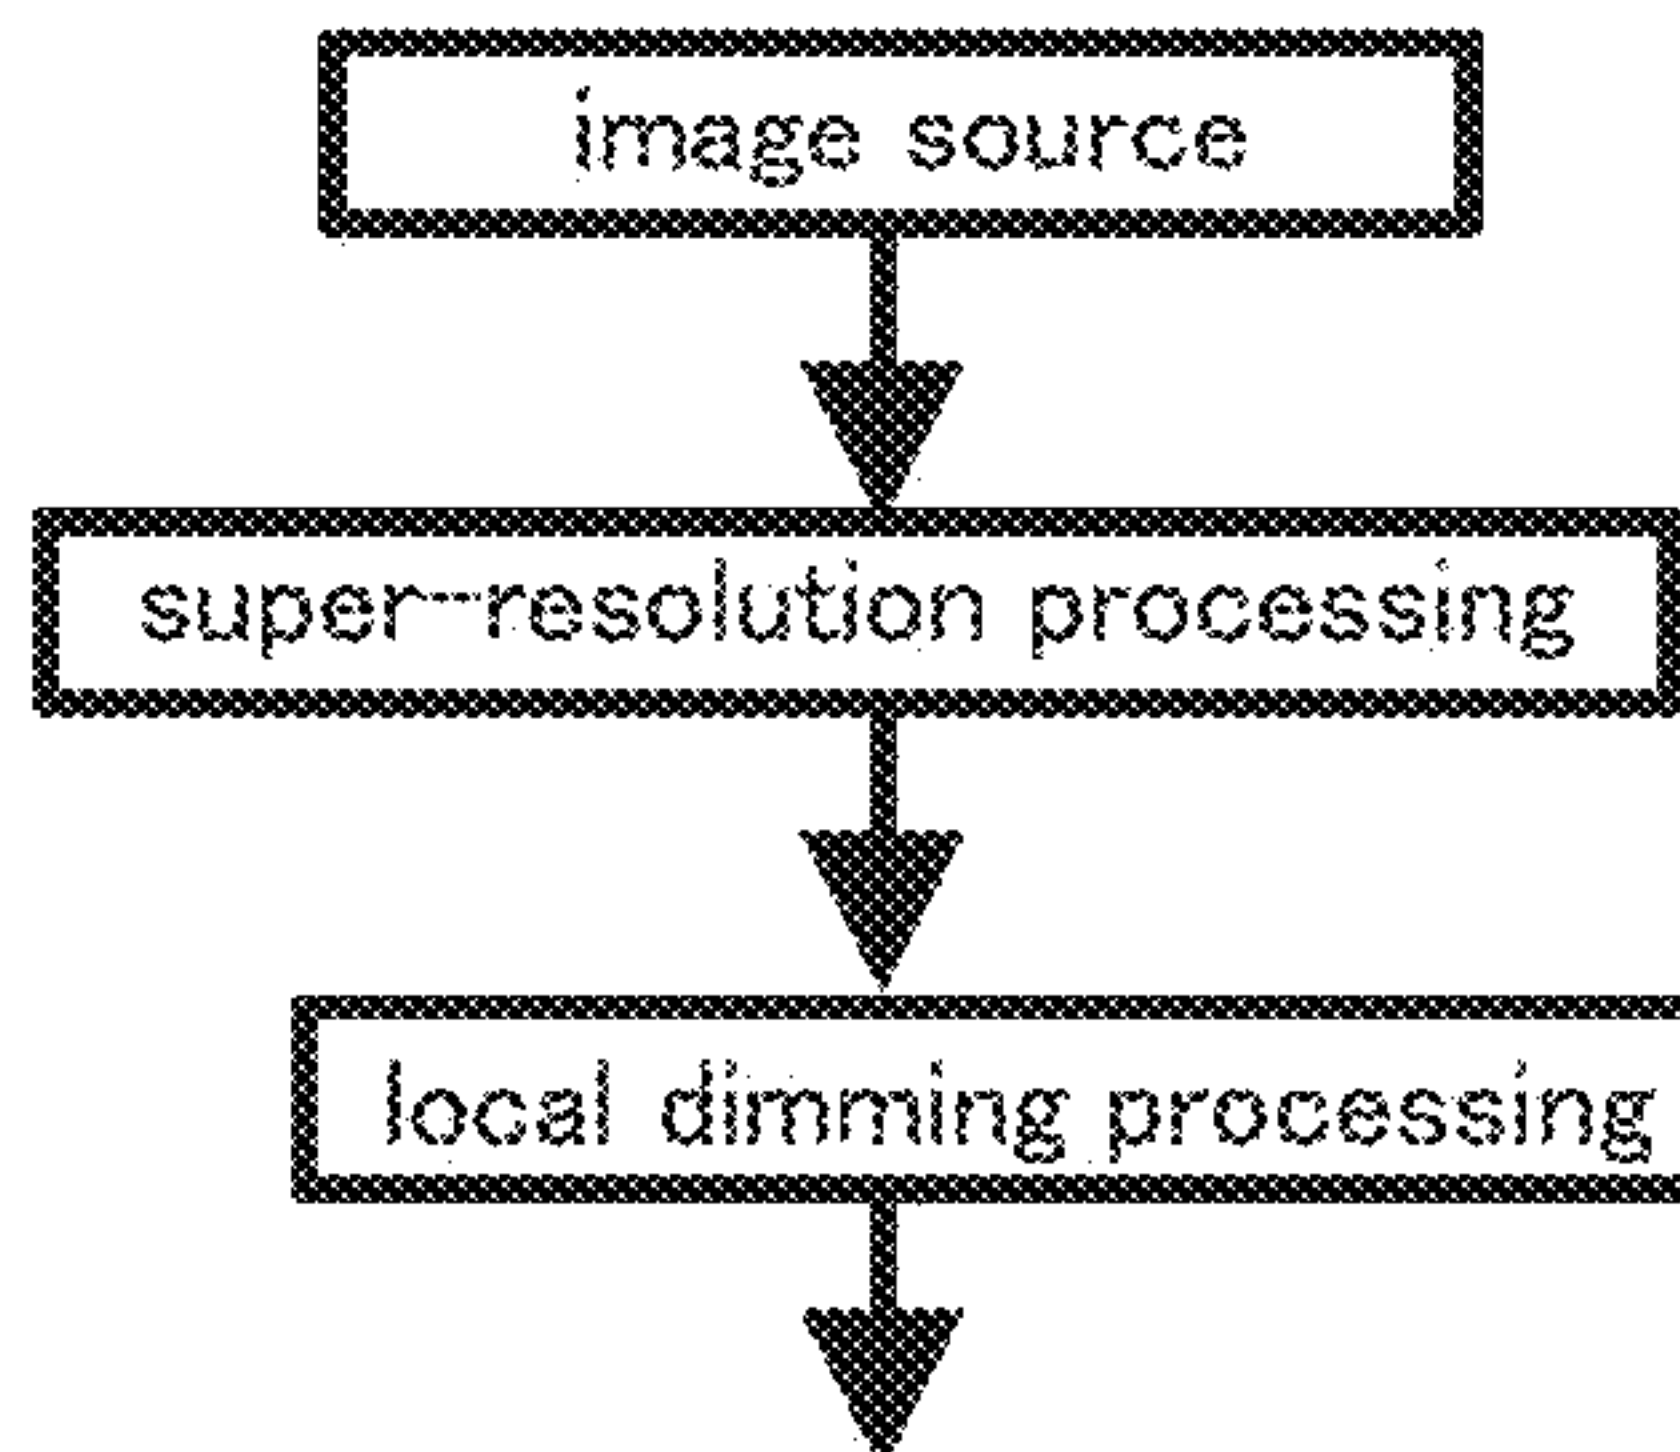 image source
super-resolution processing
local dimming processing